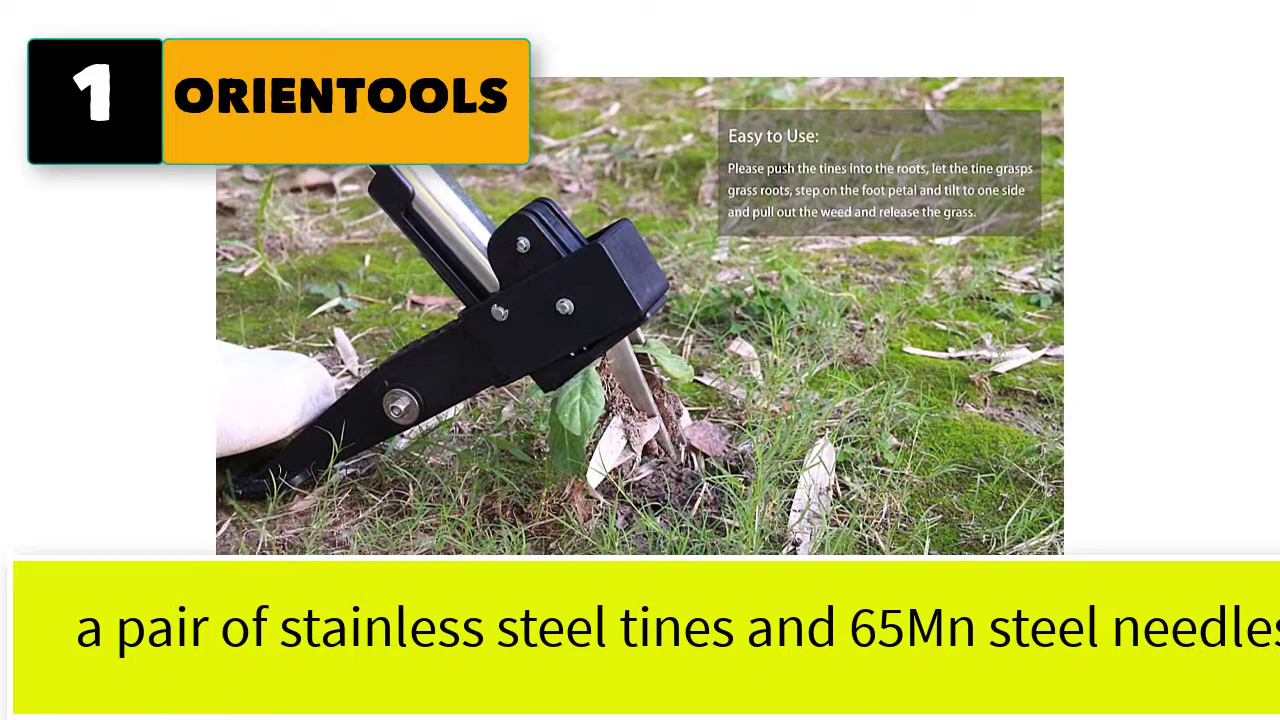 1
ORIENTOOLS
Easy to Use:
Please push the tines into the roots, let the tine grasps
grass roots, step on the foot petal and tilt to one side
and pull out the weed and release the grass.
a pair of stainless steel tines and 65Mn steel needles